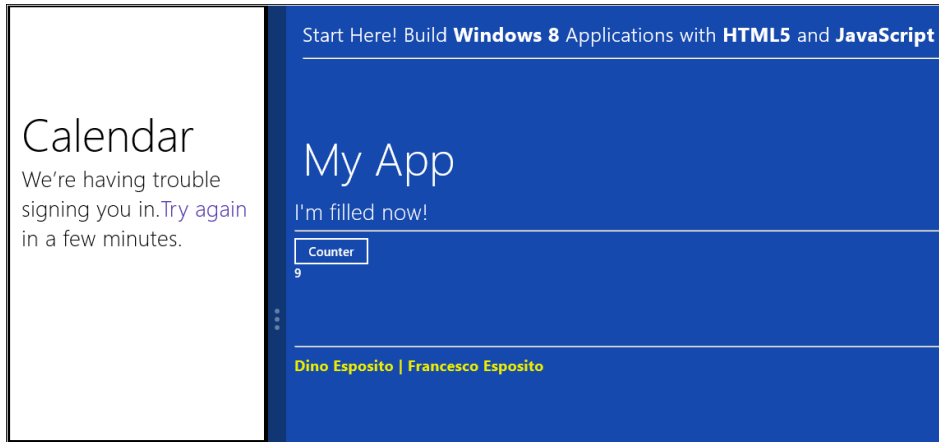 Calendar
We're having trouble
signing you in.Try again
in a few minutes.
Start Here! Build Windows 8 Applications with HTML5 and JavaScript
My App
I'm filled now!
Counter
9
Dino Esposito | Francesco Esposito